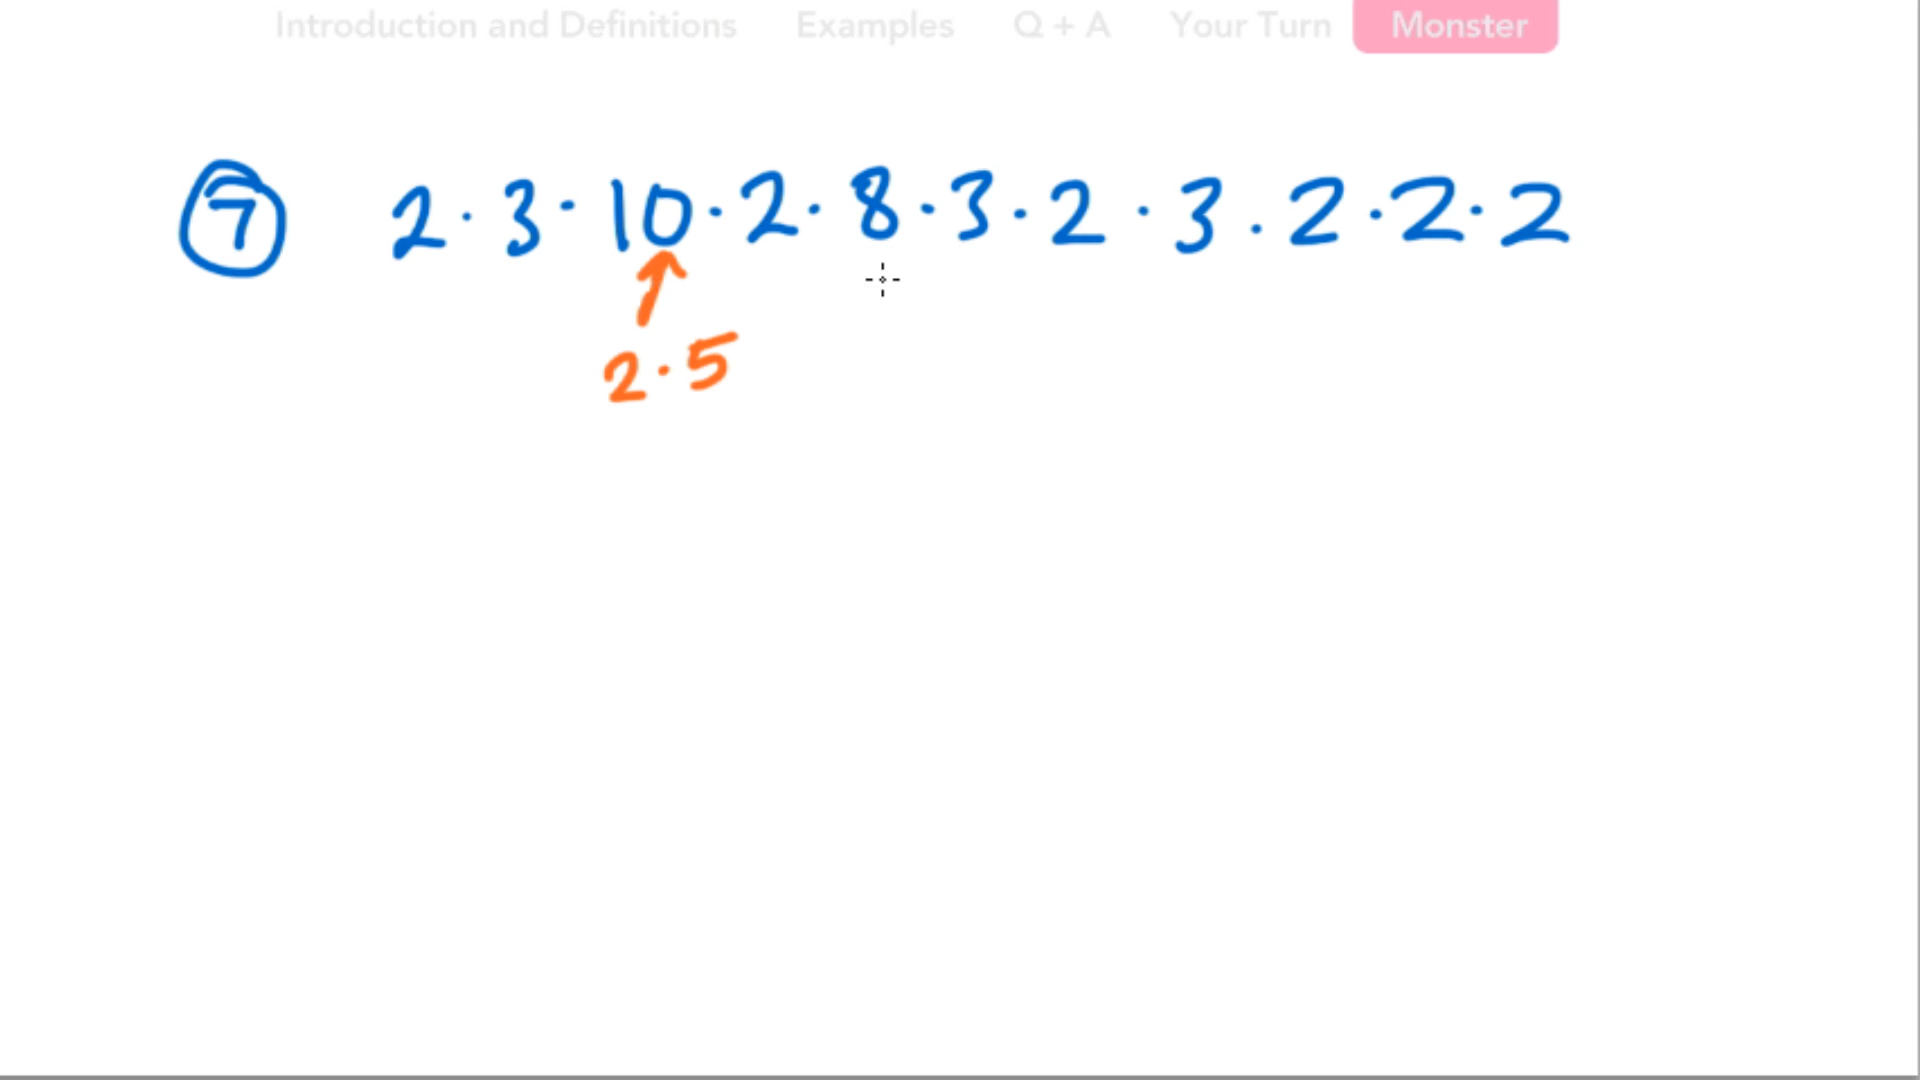 Introduction and Definitions Examples Q + A Your Turn Monster
7 2 · 3 · 10 · 2 · 8 · 3 · 2 · 3 · 2 · 2 · 2
2 · 5